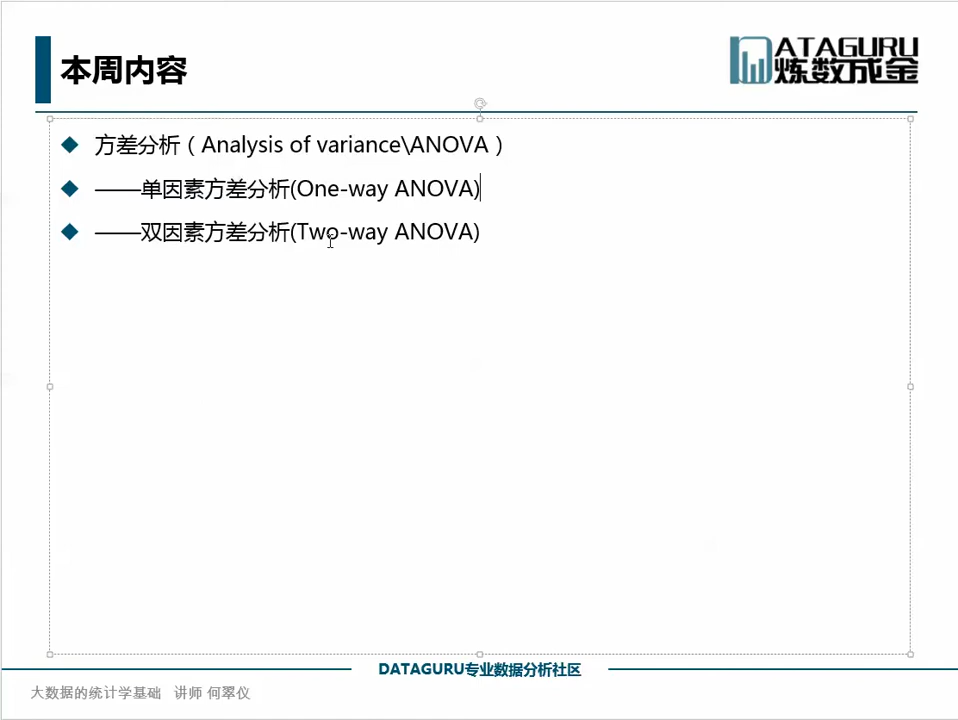 本周内容
DATAGURU
炼数成金
◆ 方差分析（Analysis of variance\ANOVA）
◆ ——单因素方差分析(One-way ANOVA)
◆ ——双因素方差分析(Two-way ANOVA)
DATAGURU专业数据分析社区
大数据的统计学基础 讲师 何翠仪